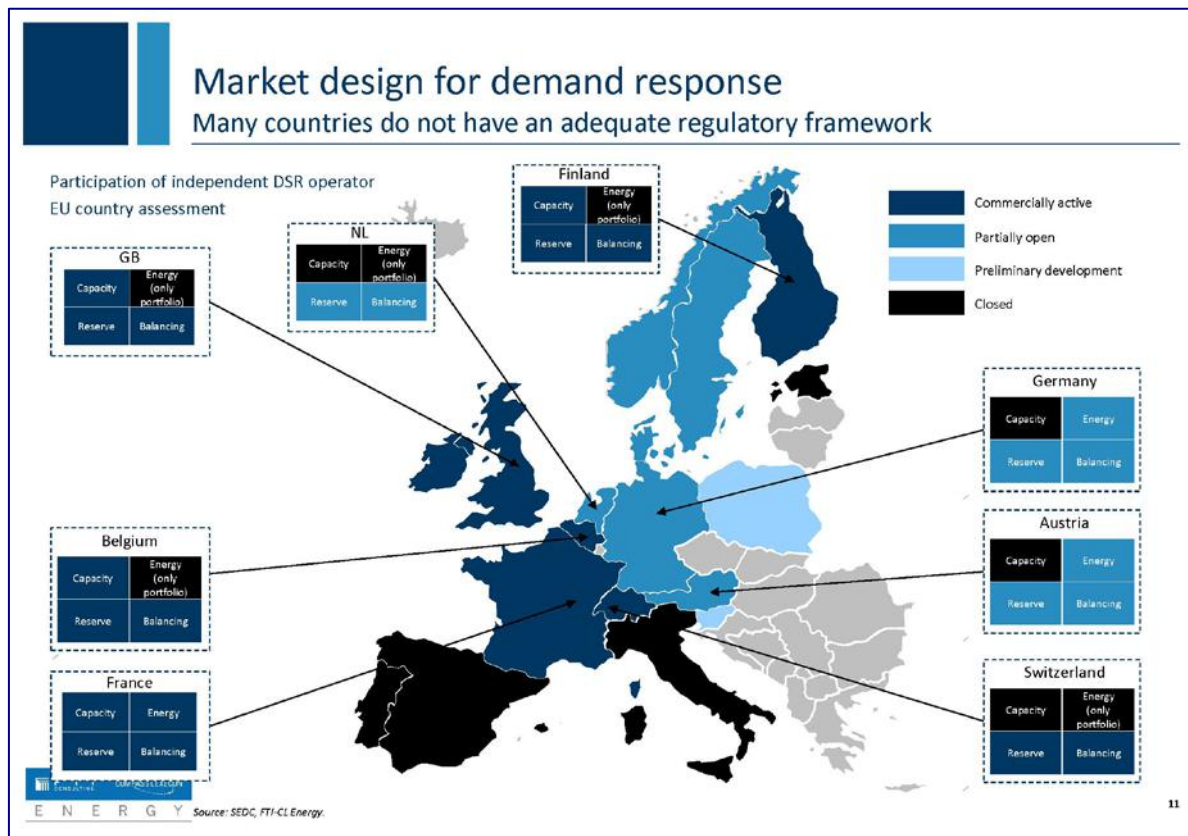 Market design for demand response
Many countries do not have an adequate regulatory framework
Participation of independent DSR operator
EU country assessment
GB
Capacity
Energy
(only
portfolio)
Reserve
Balancing
NL
Capacity
Energy
(only
portfolio)
Reserve
Balancing
Finland
Capacity
Energy
(only
portfolio)
Reserve
Balancing
Commercially active
Partially open
Preliminary development
Closed
Germany
Capacity
Energy
Reserve
Balancing
Belgium
Capacity
Energy
(only
portfolio)
Reserve
Balancing
Austria
Capacity
Energy
Reserve
Balancing
France
Capacity
Energy
Reserve
Balancing
Switzerland
Capacity
Energy
(only
portfolio)
Reserve
Balancing
CONSULTING
ENERGY
Source: SEDC, FTI-CL Energy.
11